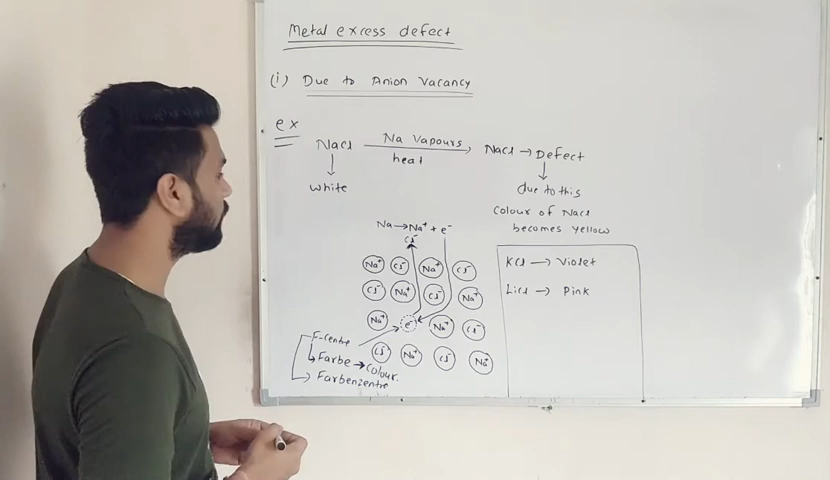 Metal excess defect
(i) Due to Anion Vacancy
ex
NaCl Na Vapours heat NaCl → Defect
↓ white
↓ due to this
colour of NaCl
becomes yellow
Na → Na⁺ + e⁻
Cl⁻
Na⁺ Cl⁻ Na⁺ Cl⁻
Cl⁻ Na⁺ Cl⁻ Na⁺
Na⁺ e⁻ Na⁺ Cl⁻
Cl⁻ Na⁺ Cl⁻ Na⁺
F-centre
Farbe → Colour.
Farbenzentre
KCl → Violet
LiCl → Pink